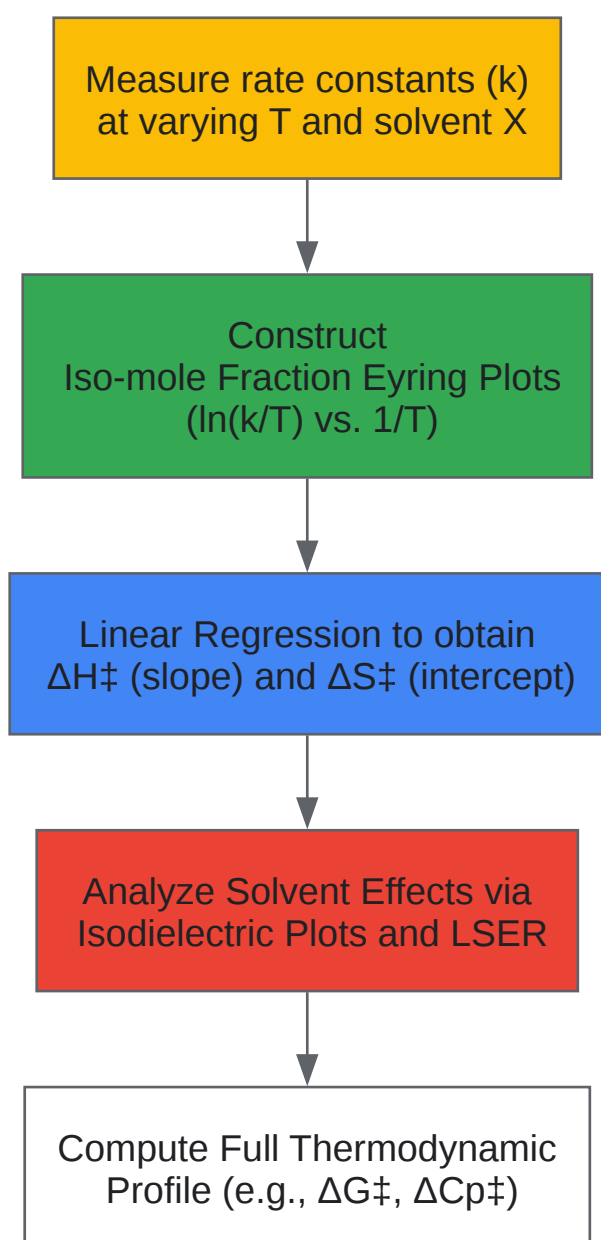 Measure rate constants (k)
at varying T and solvent X
Construct
Iso-mole Fraction Eyring Plots
(ln(k/T) vs. 1/T)
Linear Regression to obtain
ΔH‡ (slope) and ΔS‡ (intercept)
Analyze Solvent Effects via
Isodielectric Plots and LSER
Compute Full Thermodynamic
Profile (e.g., ΔG‡, ΔCp‡)